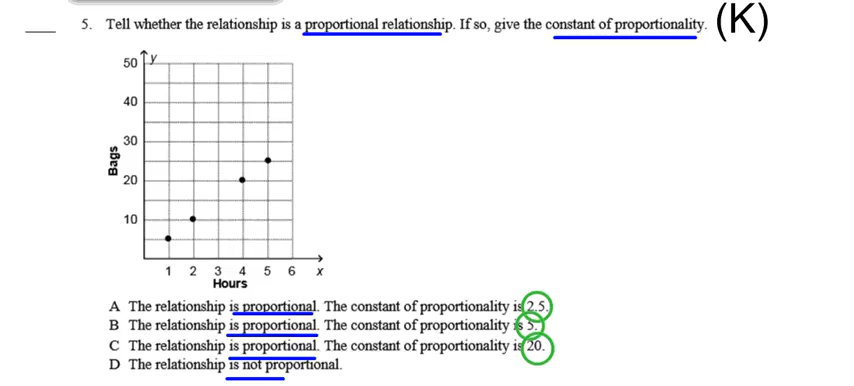 5. Tell whether the relationship is a proportional relationship. If so, give the constant of proportionality. (K)
y
50
40
30
20
10
Bags
1 2 3 4 5 6 x
Hours
A The relationship is proportional. The constant of proportionality is 2.5.
B The relationship is proportional. The constant of proportionality is 5.
C The relationship is proportional. The constant of proportionality is 20.
D The relationship is not proportional.